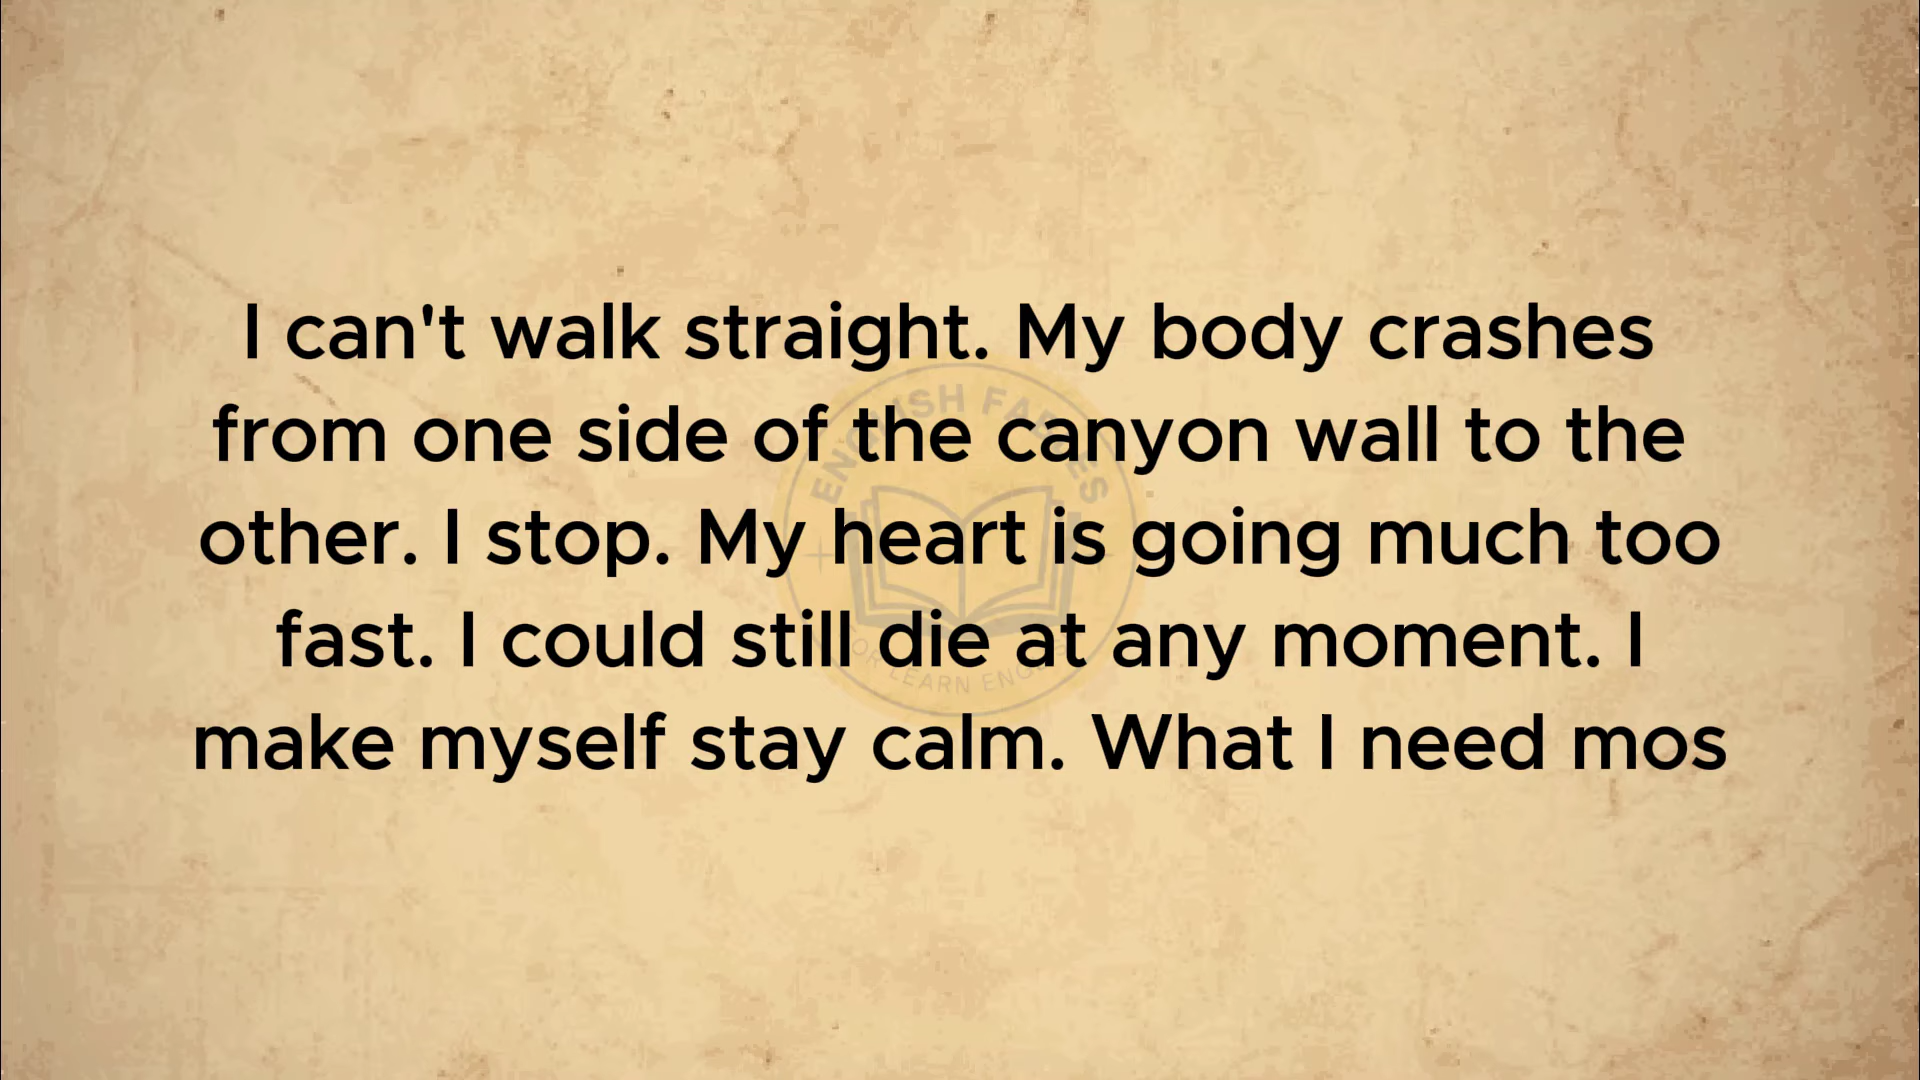 I can't walk straight. My body crashes
from one side of the canyon wall to the
other. I stop. My heart is going much too
fast. I could still die at any moment. I
make myself stay calm. What I need mos